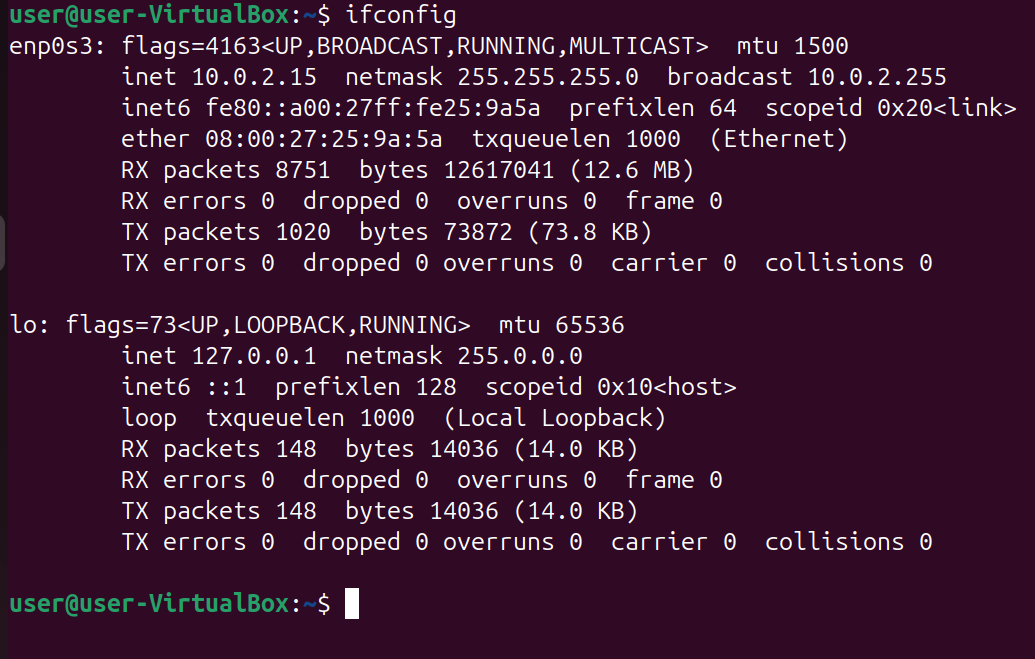 user@user-VirtualBox:~$ ifconfig
enp0s3: flags=4163<UP,BROADCAST,RUNNING,MULTICAST>  mtu 1500
        inet 10.0.2.15  netmask 255.255.255.0  broadcast 10.0.2.255
        inet6 fe80::a00:27ff:fe25:9a5a  prefixlen 64  scopeid 0x20<link>
        ether 08:00:27:25:9a:5a  txqueuelen 1000  (Ethernet)
        RX packets 8751  bytes 12617041 (12.6 MB)
        RX errors 0  dropped 0  overruns 0  frame 0
        TX packets 1020  bytes 73872 (73.8 KB)
        TX errors 0  dropped 0 overruns 0  carrier 0  collisions 0

lo: flags=73<UP,LOOPBACK,RUNNING>  mtu 65536
        inet 127.0.0.1  netmask 255.0.0.0
        inet6 ::1  prefixlen 128  scopeid 0x10<host>
        loop  txqueuelen 1000  (Local Loopback)
        RX packets 148  bytes 14036 (14.0 KB)
        RX errors 0  dropped 0  overruns 0  frame 0
        TX packets 148  bytes 14036 (14.0 KB)
        TX errors 0  dropped 0 overruns 0  carrier 0  collisions 0

user@user-VirtualBox:~$